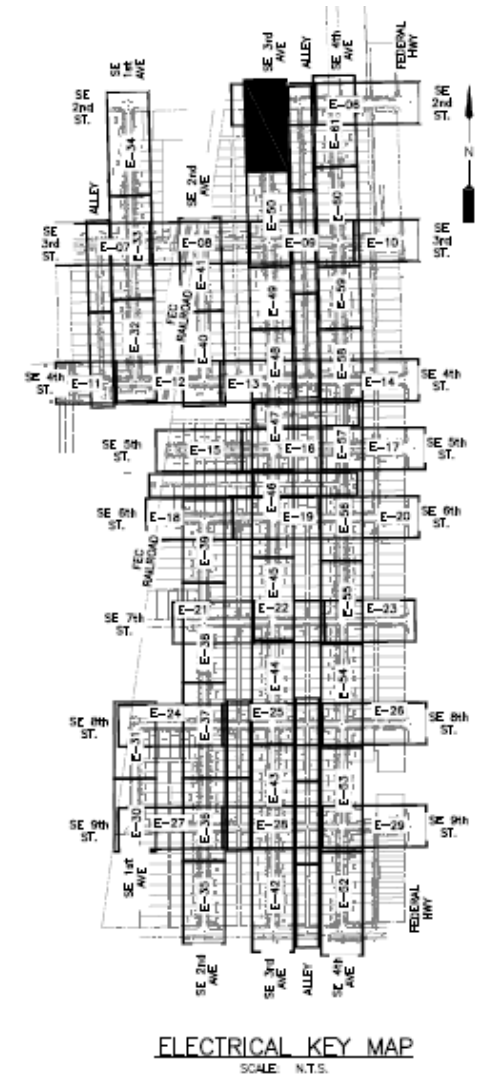 SE 1st AVE
SE 3rd AVE
ALLEY
SE 4th AVE
FEDERAL HWY
SE 2nd ST.
E-06
SE 2nd ST.
N
E-34
E-61
ALLEY
SE 2nd AVE
E-50
E-60
SE 3rd ST.
E-07
E-33
E-08
E-09
E-10
SE 3rd ST.
E-41
E-49
E-59
FEC RAILROAD
E-32
E-40
E-48
E-58
SE 4th ST.
E-11
E-12
E-13
E-14
SE 4th ST.
E-47
SE 5th ST.
E-15
E-16
E-57
E-17
SE 5th ST.
E-46
SE 6th ST.
E-18
E-19
E-56
E-20
SE 6th ST.
FEC RAILROAD
E-39
E-45
E-55
SE 7th ST.
E-21
E-22
E-23
E-38
E-44
E-54
SE 8th ST.
E-24
E-37
E-25
E-26
SE 8th ST.
E-31
E-43
E-53
SE 9th ST.
E-30
E-27
E-36
E-28
E-29
SE 9th ST.
SE 1st AVE
E-35
E-42
E-52
FEDERAL HWY
SE 2nd AVE
SE 3rd AVE
ALLEY
SE 4th AVE
ELECTRICAL KEY MAP
SCALE: N.T.S.